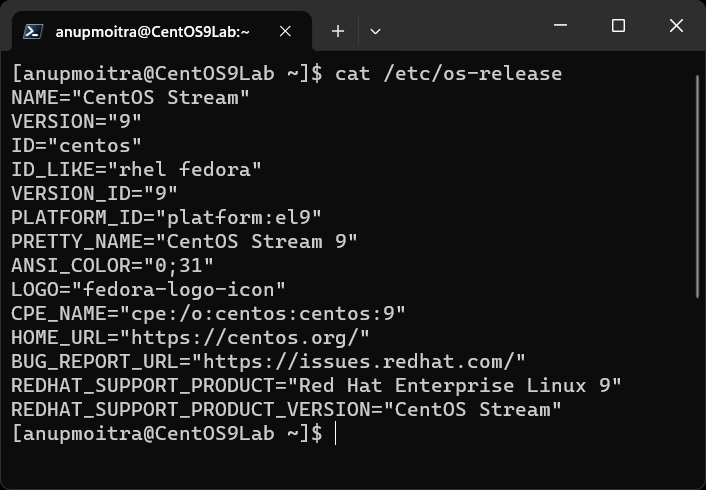 anupmoitra@CentOS9Lab:~
[anupmoitra@CentOS9Lab ~]$ cat /etc/os-release
NAME="CentOS Stream"
VERSION="9"
ID="centos"
ID_LIKE="rhel fedora"
VERSION_ID="9"
PLATFORM_ID="platform:el9"
PRETTY_NAME="CentOS Stream 9"
ANSI_COLOR="0;31"
LOGO="fedora-logo-icon"
CPE_NAME="cpe:/o:centos:centos:9"
HOME_URL="https://centos.org/"
BUG_REPORT_URL="https://issues.redhat.com/"
REDHAT_SUPPORT_PRODUCT="Red Hat Enterprise Linux 9"
REDHAT_SUPPORT_PRODUCT_VERSION="CentOS Stream"
[anupmoitra@CentOS9Lab ~]$